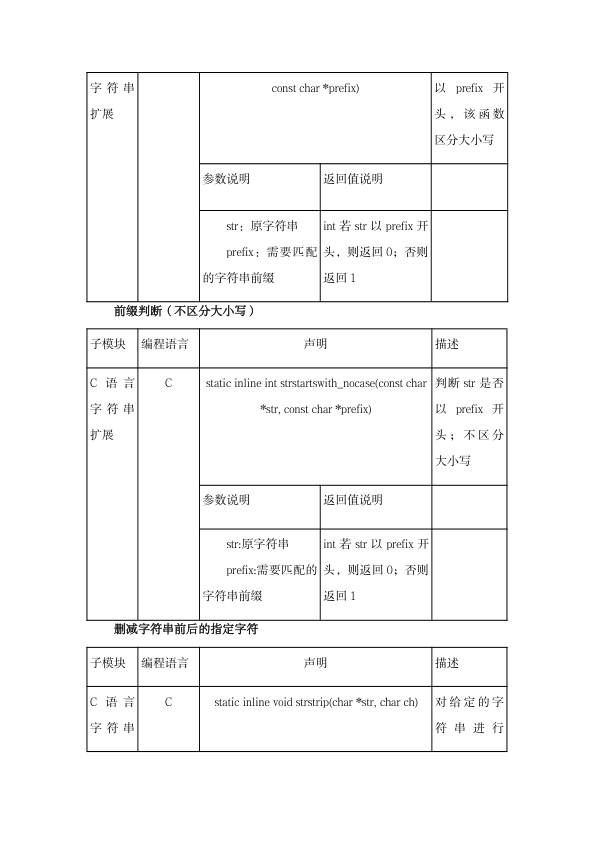 字符串 const char *prefix) 以 prefix 开
扩展 头，该函数
区分大小写
参数说明 返回值说明
str：原字符串 int 若 str 以 prefix 开
prefix：需要匹配 头，则返回 0；否则
的字符串前缀 返回 1
前缀判断（不区分大小写）
子模块 编程语言 声明 描述
C 语言 C static inline int strstartswith_nocase(const char 判断 str 是否
字符串 *str, const char *prefix) 以 prefix 开
扩展 头；不区分
大小写
参数说明 返回值说明
str:原字符串 int 若 str 以 prefix 开
prefix:需要匹配的 头，则返回 0；否则
字符串前缀 返回 1
删减字符串前后的指定字符
子模块 编程语言 声明 描述
C 语言 C static inline void strstrip(char *str, char ch) 对给定的字
字符串 符串进行